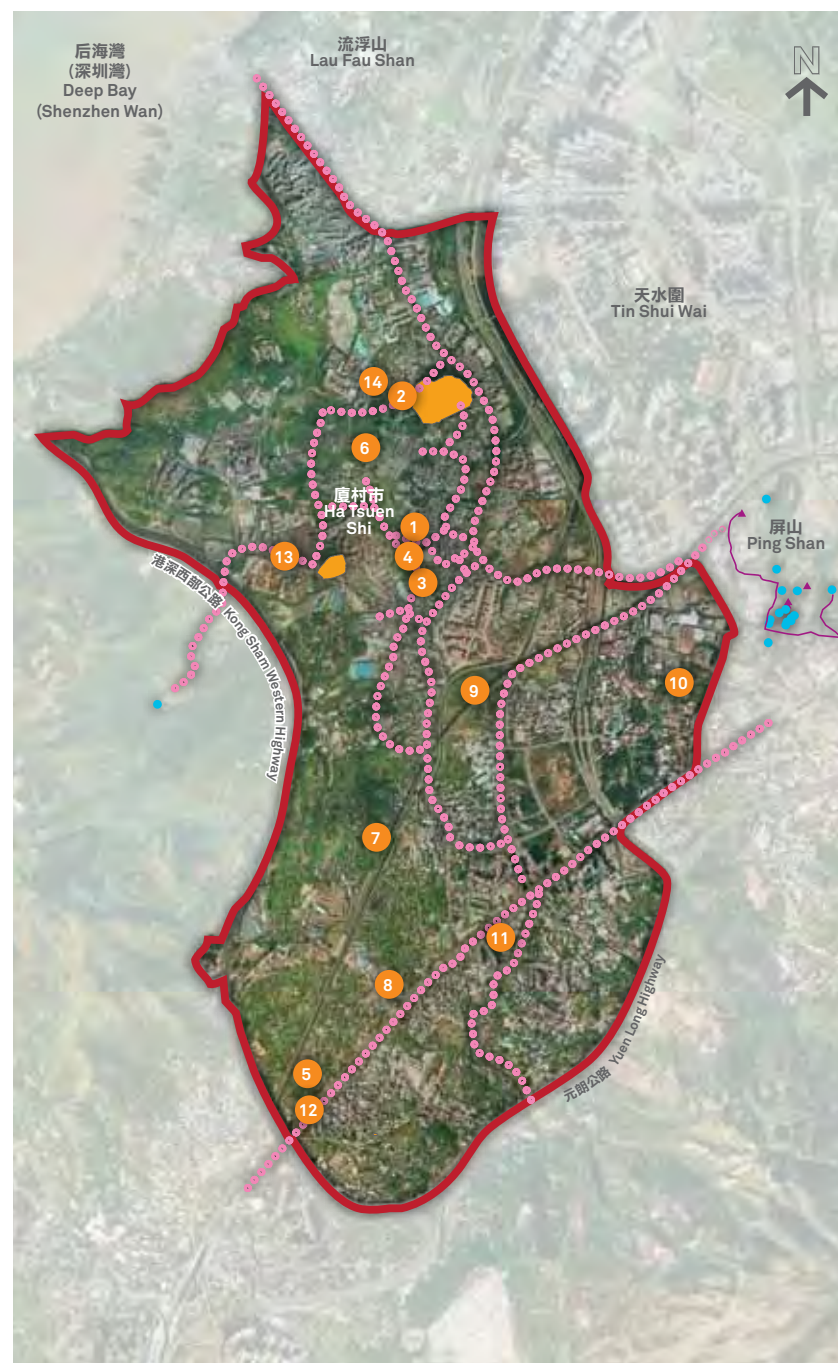 后海灣
(深圳灣)
Deep Bay
(Shenzhen Wan)
流浮山
Lau Fau Shan
N
天水圍
Tin Shui Wai
14
2
6
廈村市
Ha Tsuen
Shi
1
4
3
13
屏山
Ping Shan
港深西部公路 Kong Sham Western Highway
9
10
7
11
8
5
12
元朗公路 Yuen Long Highway